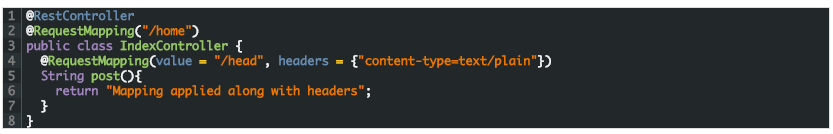 1 @RestController
2 @RequestMapping("/home")
3 public class IndexController {
4   @RequestMapping(value = "/head", headers = {"content-type=text/plain"})
5   String post(){
6     return "Mapping applied along with headers";
7   }
8 }